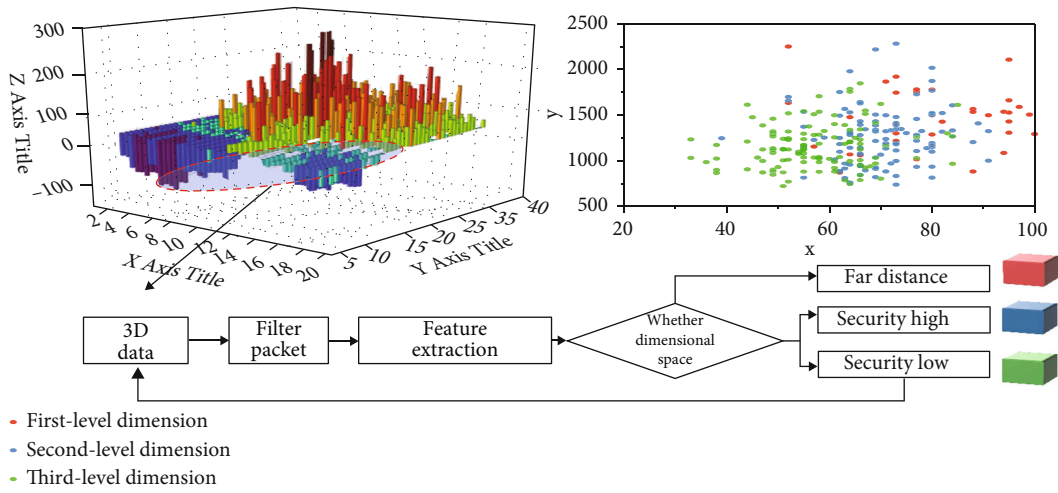 300
200
100
0
−100
Z Axis Title
2
4
6
8
10
12
14
16
18
20
X Axis Title
5
10
15
20
25
30
35
40
Y Axis Title
2500
2000
1500
1000
500
y
20
40
60
80
100
x
3D
data
Filter
packet
Feature
extraction
Whether
dimensional
space
Far distance
Security high
Security low
First-level dimension
Second-level dimension
Third-level dimension